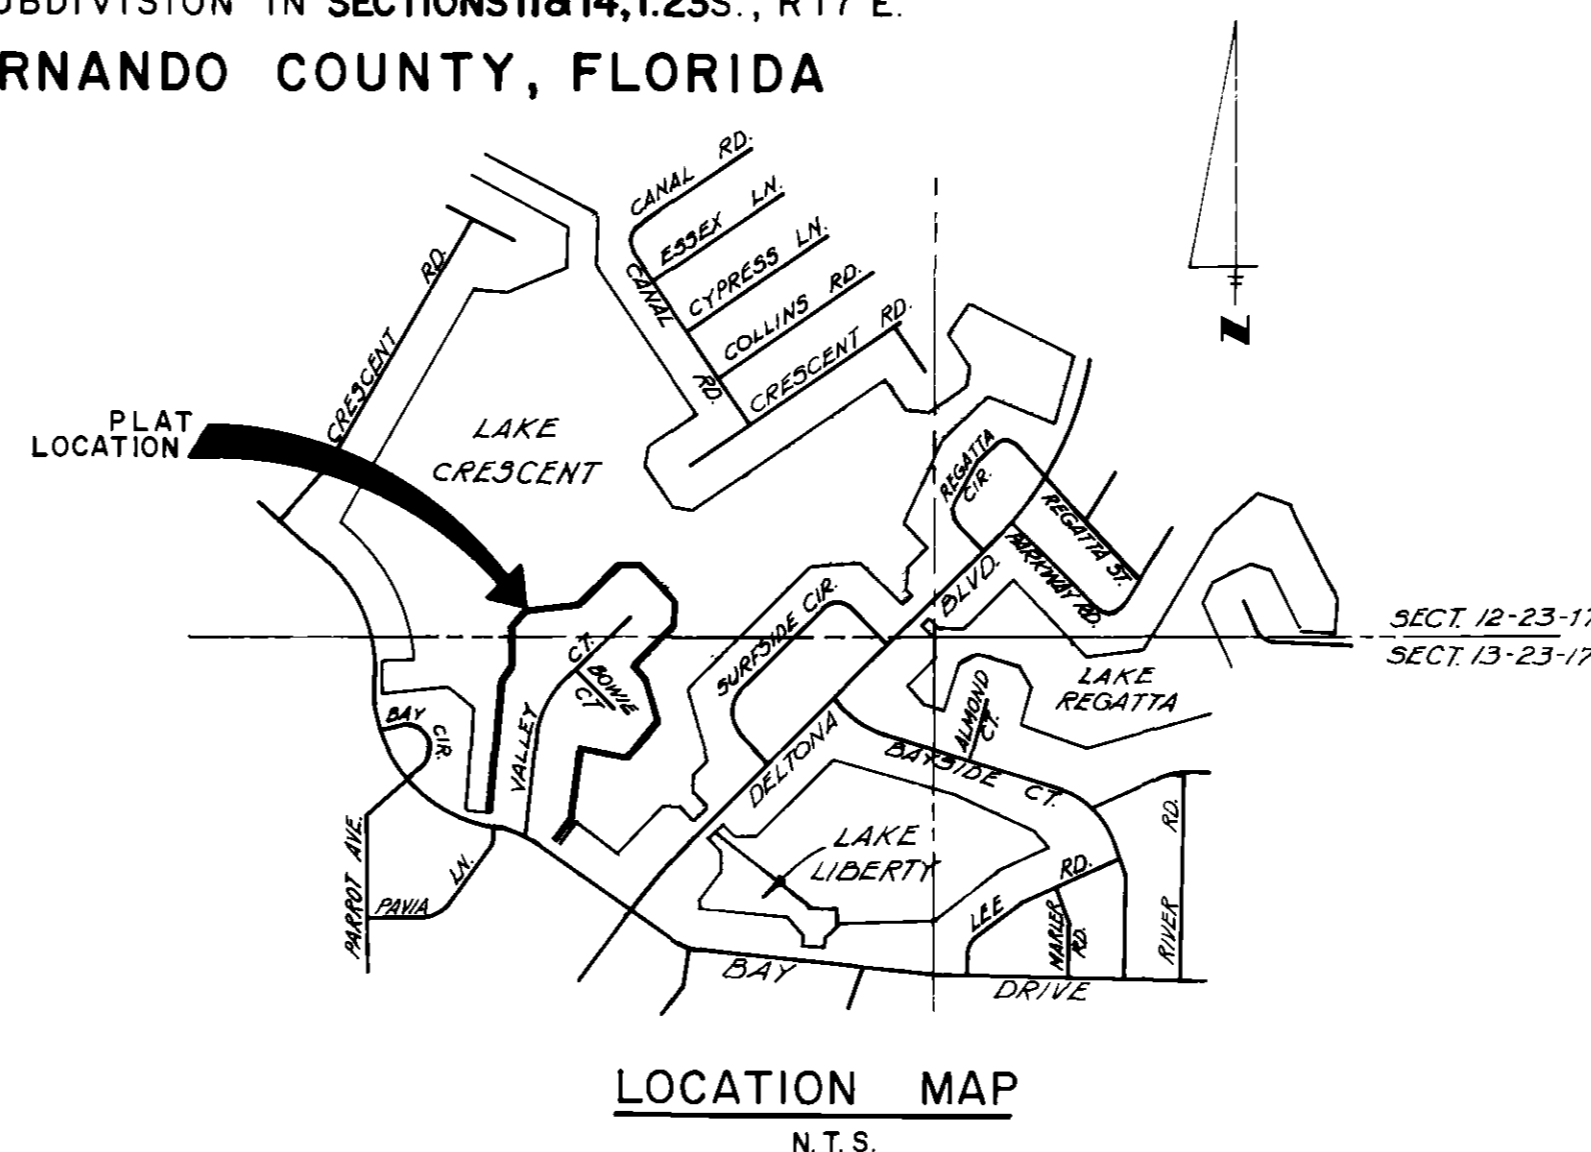 UBDIVISION IN SECTIONS 11&14, T.23S., R 17 E.
RNANDO COUNTY, FLORIDA
CANAL RD.
ESSEX LN.
CYPRESS LN.
COLLINS RD.
CRESCENT RD.
CANAL RD.
CRESCENT RD.
PLAT
LOCATION
LAKE
CRESCENT
REGATTA
CIR.
REGATTA ST.
PARKWAY RD.
N
SURFSIDE CIR.
DELTONA BLVD.
SECT. 12-23-17
SECT. 13-23-17
VALLEY CT.
BOWIE
CT
LAKE
REGATTA
ALMOND
CT.
BAYSIDE CT.
BAY CIR.
PARROT AVE.
PAVIA LN.
LAKE
LIBERTY
LEE RD.
MARLER
RD.
RIVER RD.
BAY DRIVE
LOCATION MAP
N.T.S.